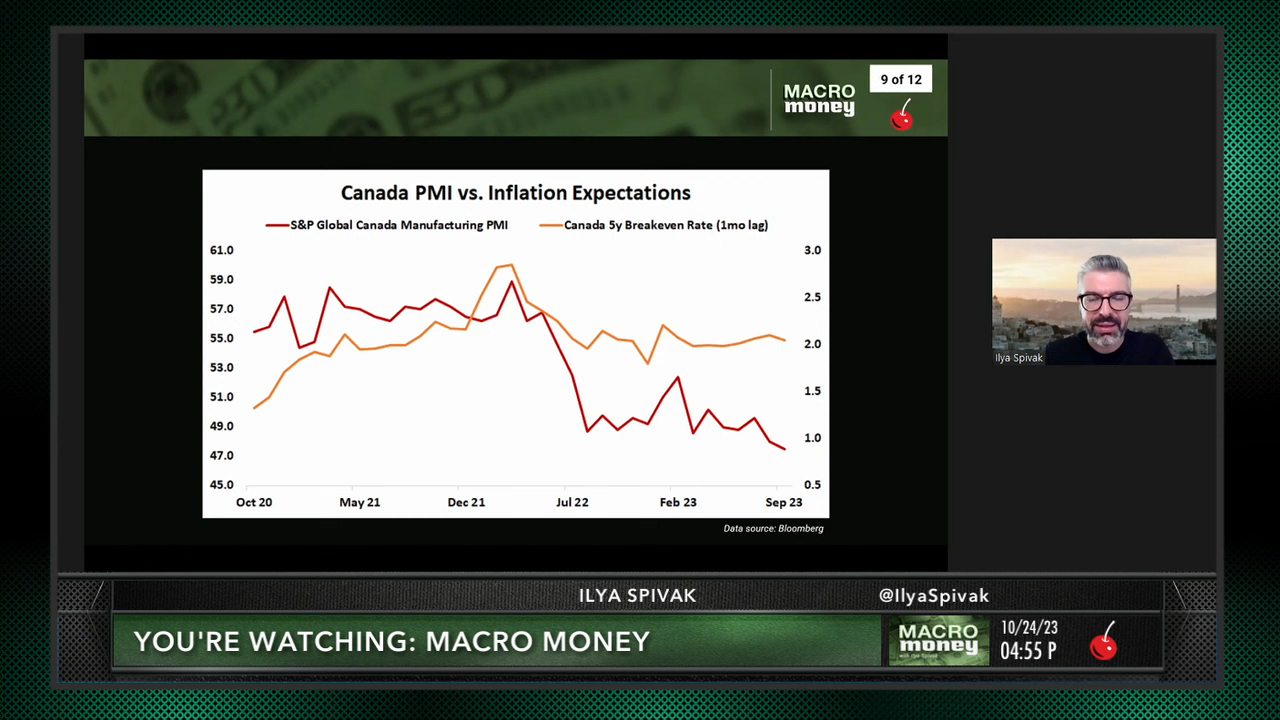 MACRO
money
9 of 12
Canada PMI vs. Inflation Expectations
S&P Global Canada Manufacturing PMI
Canada 5y Breakeven Rate (1mo lag)
61.0
59.0
57.0
55.0
53.0
51.0
49.0
47.0
45.0
3.0
2.5
2.0
1.5
1.0
0.5
Oct 20
May 21
Dec 21
Jul 22
Feb 23
Sep 23
Data source: Bloomberg
Ilya Spivak
ILYA SPIVAK
@IlyaSpivak
YOU'RE WATCHING: MACRO MONEY
MACRO
money
with Ilya Spivak
10/24/23
04:55 P